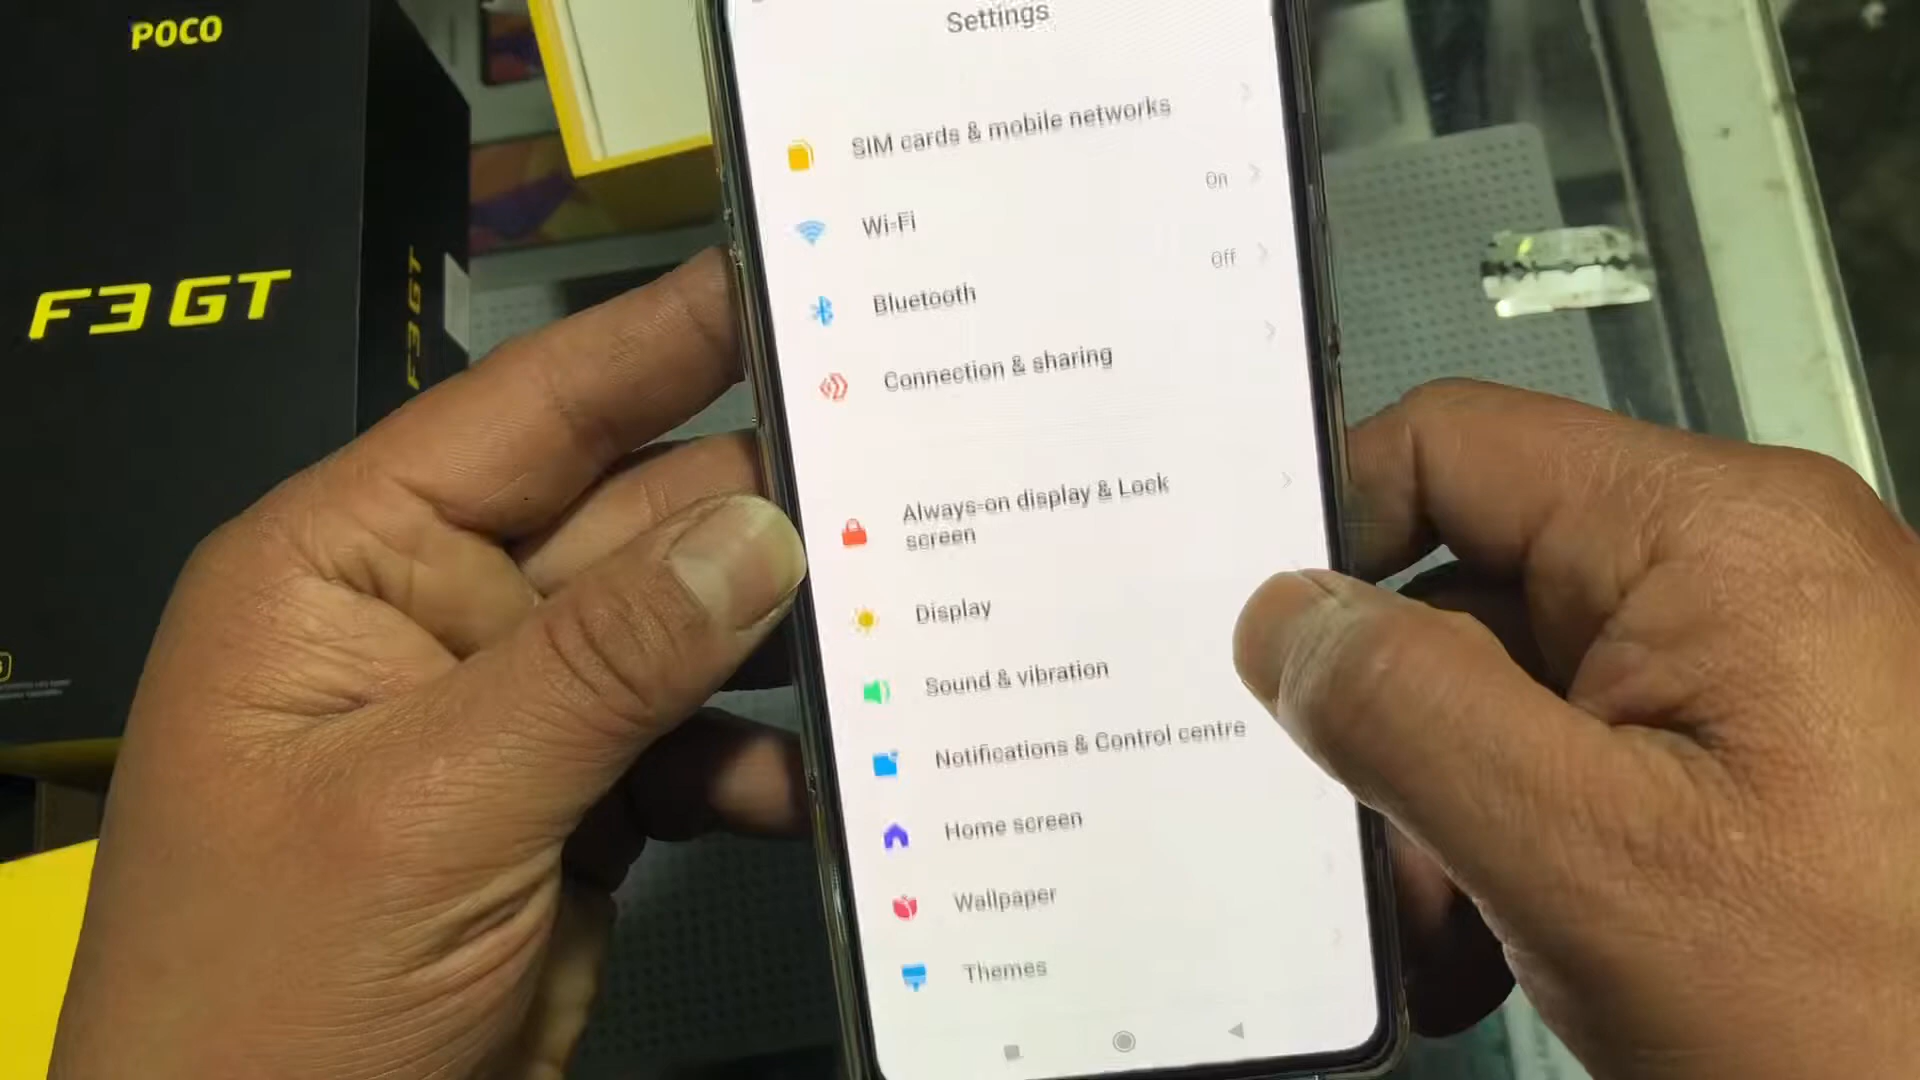 POCO
F3 GT
F3 GT
Settings
SIM cards & mobile networks
Wi-Fi
On
Bluetooth
Off
Connection & sharing
Always-on display & Lock
screen
Display
Sound & vibration
Notifications & Control centre
Home screen
Wallpaper
Themes